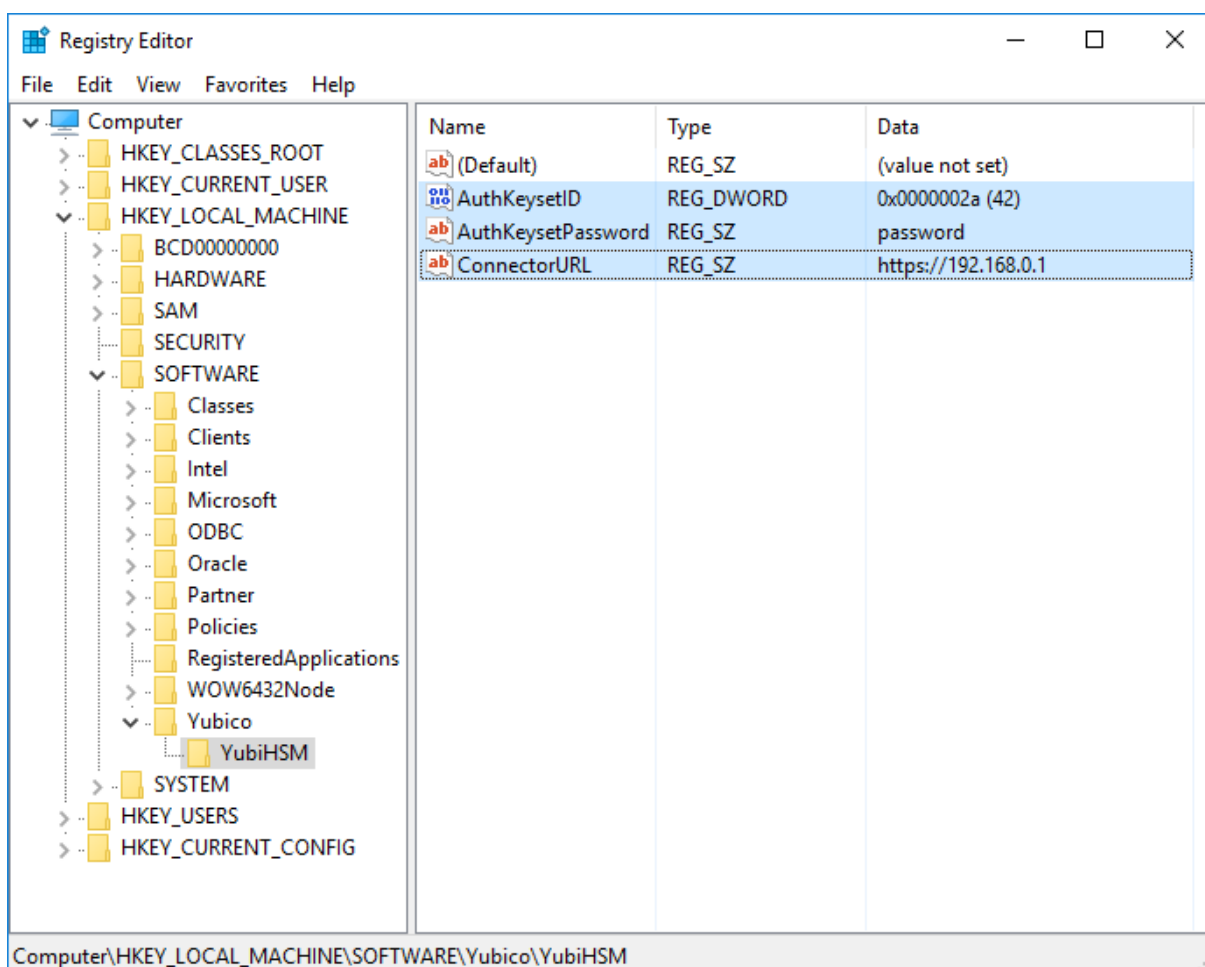 Registry Editor
File Edit View Favorites Help
Computer
HKEY_CLASSES_ROOT
HKEY_CURRENT_USER
HKEY_LOCAL_MACHINE
BCD00000000
HARDWARE
SAM
SECURITY
SOFTWARE
Classes
Clients
Intel
Microsoft
ODBC
Oracle
Partner
Policies
RegisteredApplications
WOW6432Node
Yubico
YubiHSM
SYSTEM
HKEY_USERS
HKEY_CURRENT_CONFIG
Name Type Data
(Default) REG_SZ (value not set)
AuthKeysetID REG_DWORD 0x0000002a (42)
AuthKeysetPassword REG_SZ password
ConnectorURL REG_SZ https://192.168.0.1
Computer\HKEY_LOCAL_MACHINE\SOFTWARE\Yubico\YubiHSM